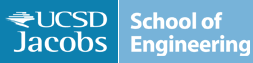 UCSD
Jacobs
School of
Engineering